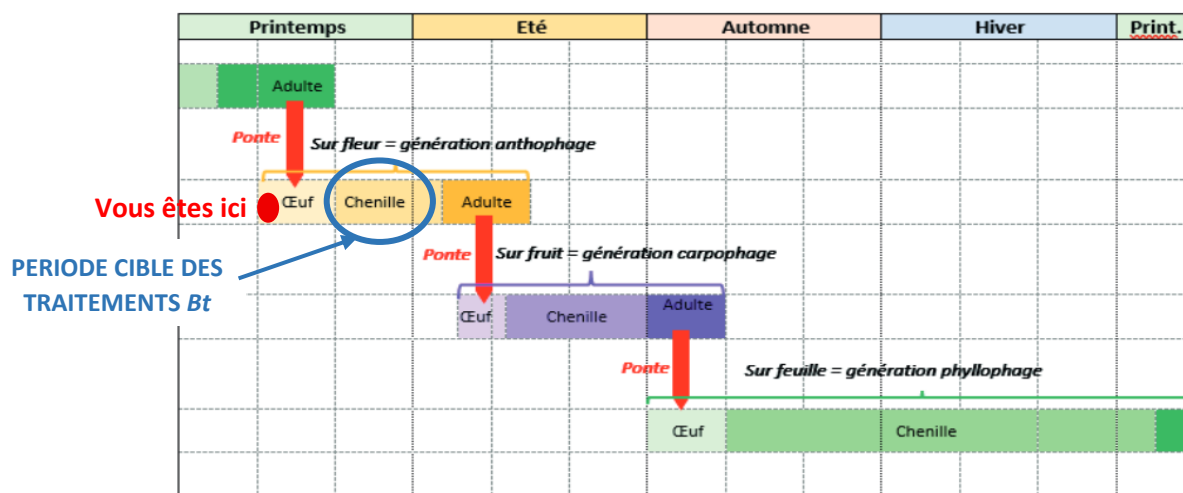 Printemps Eté Automne Hiver Print.
Adulte
Ponte
Sur fleur = génération anthophage
Vous êtes ici
Œuf Chenille Adulte
PERIODE CIBLE DES
TRAITEMENTS Bt
Ponte
Sur fruit = génération carpophage
Œuf Chenille Adulte
Ponte
Sur feuille = génération phyllophage
Œuf Chenille